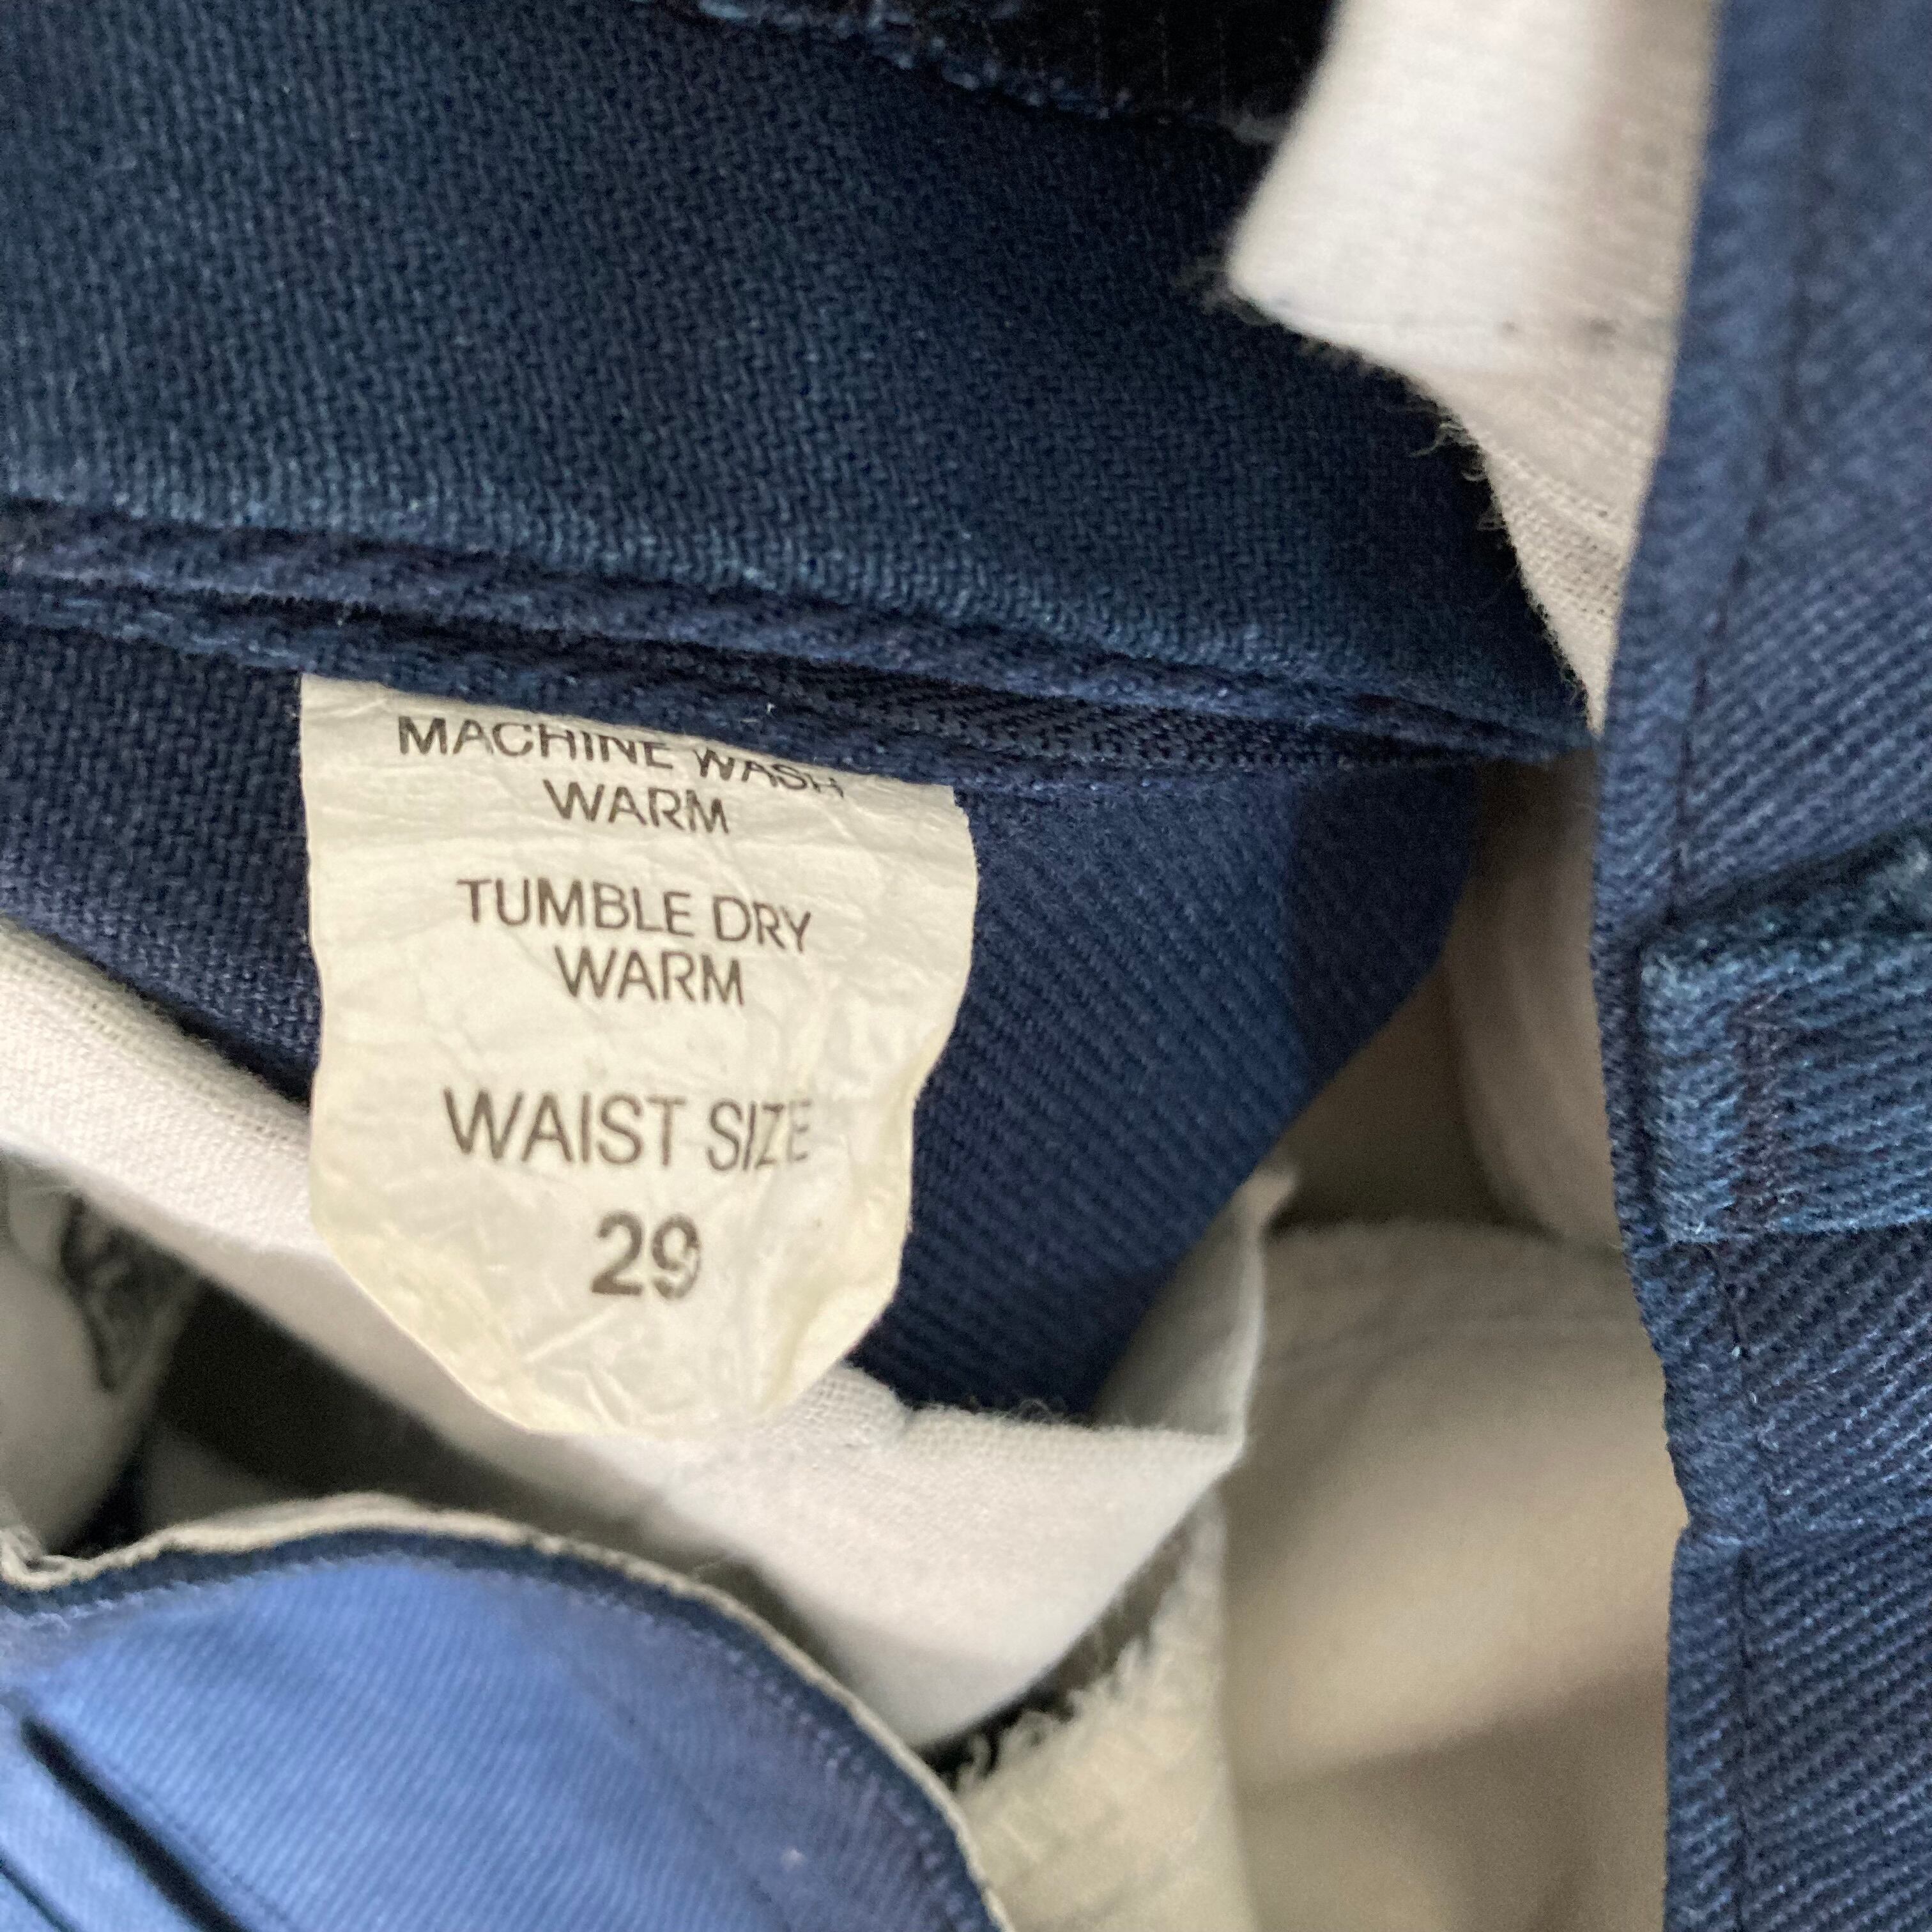 MACHINE WASH
WARM
TUMBLE DRY
WARM
WAIST SIZE
29